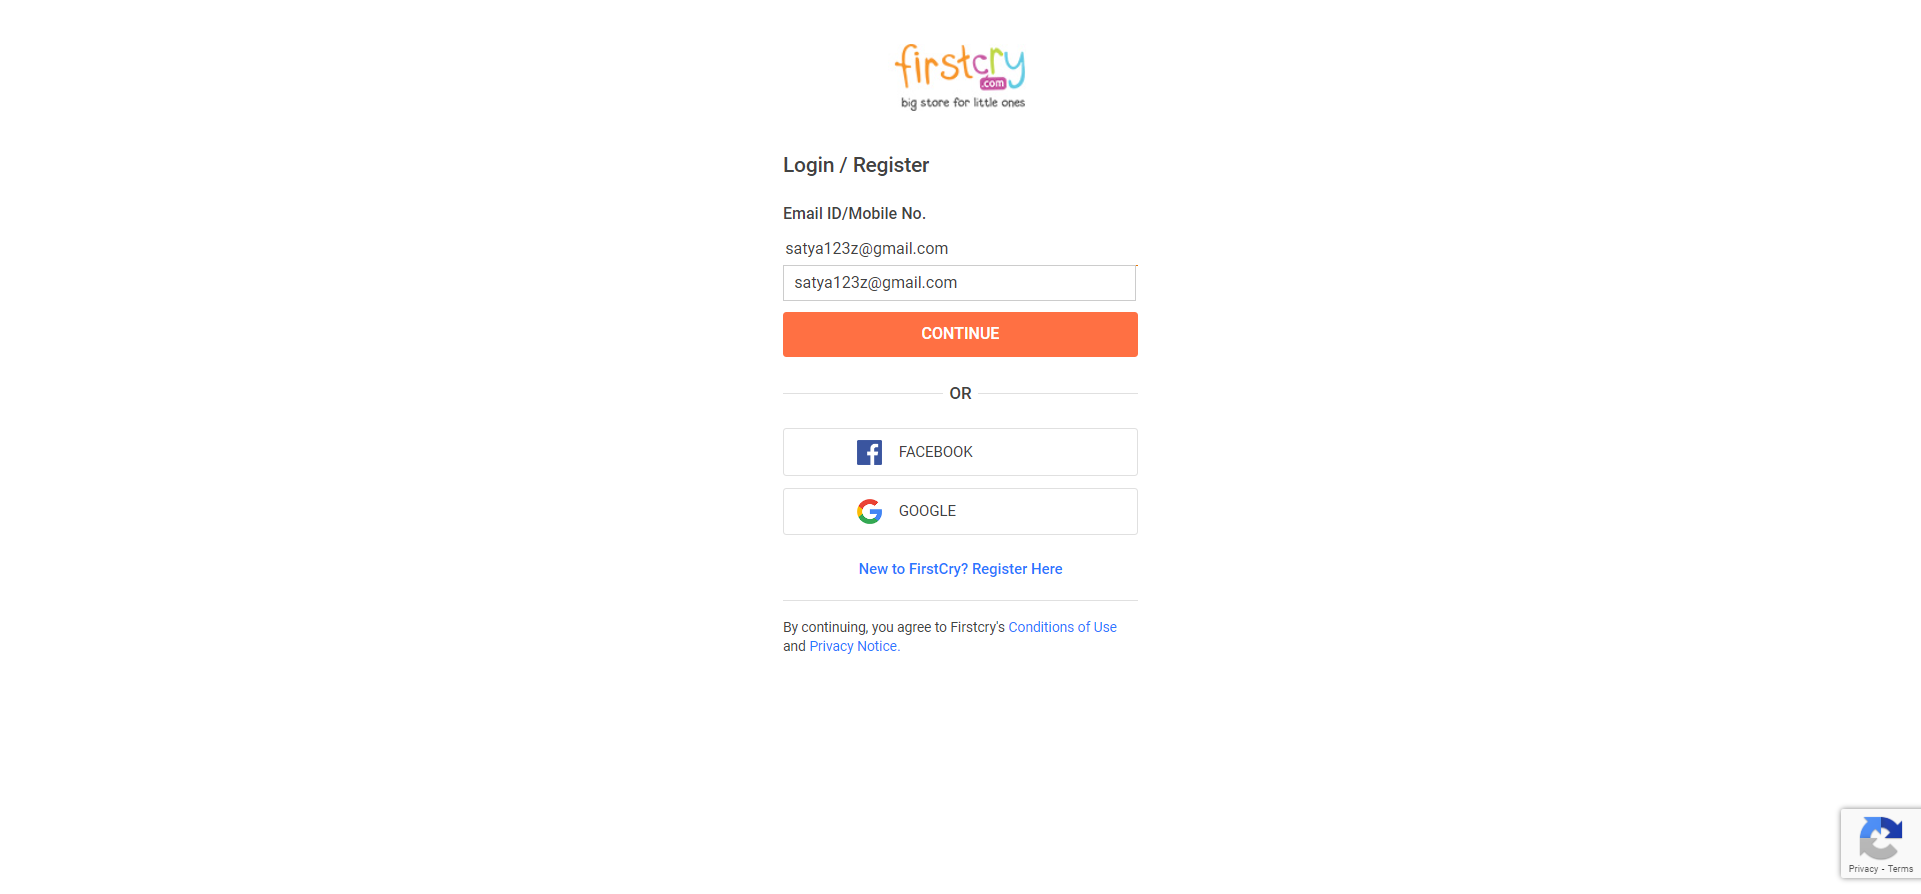 firstcry
.com
big store for little ones
Login / Register
Email ID/Mobile No.
satya123z@gmail.com
satya123z@gmail.com
CONTINUE
OR
FACEBOOK
GOOGLE
New to FirstCry? Register Here
By continuing, you agree to Firstcry's Conditions of Use
and Privacy Notice.
Privacy - Terms